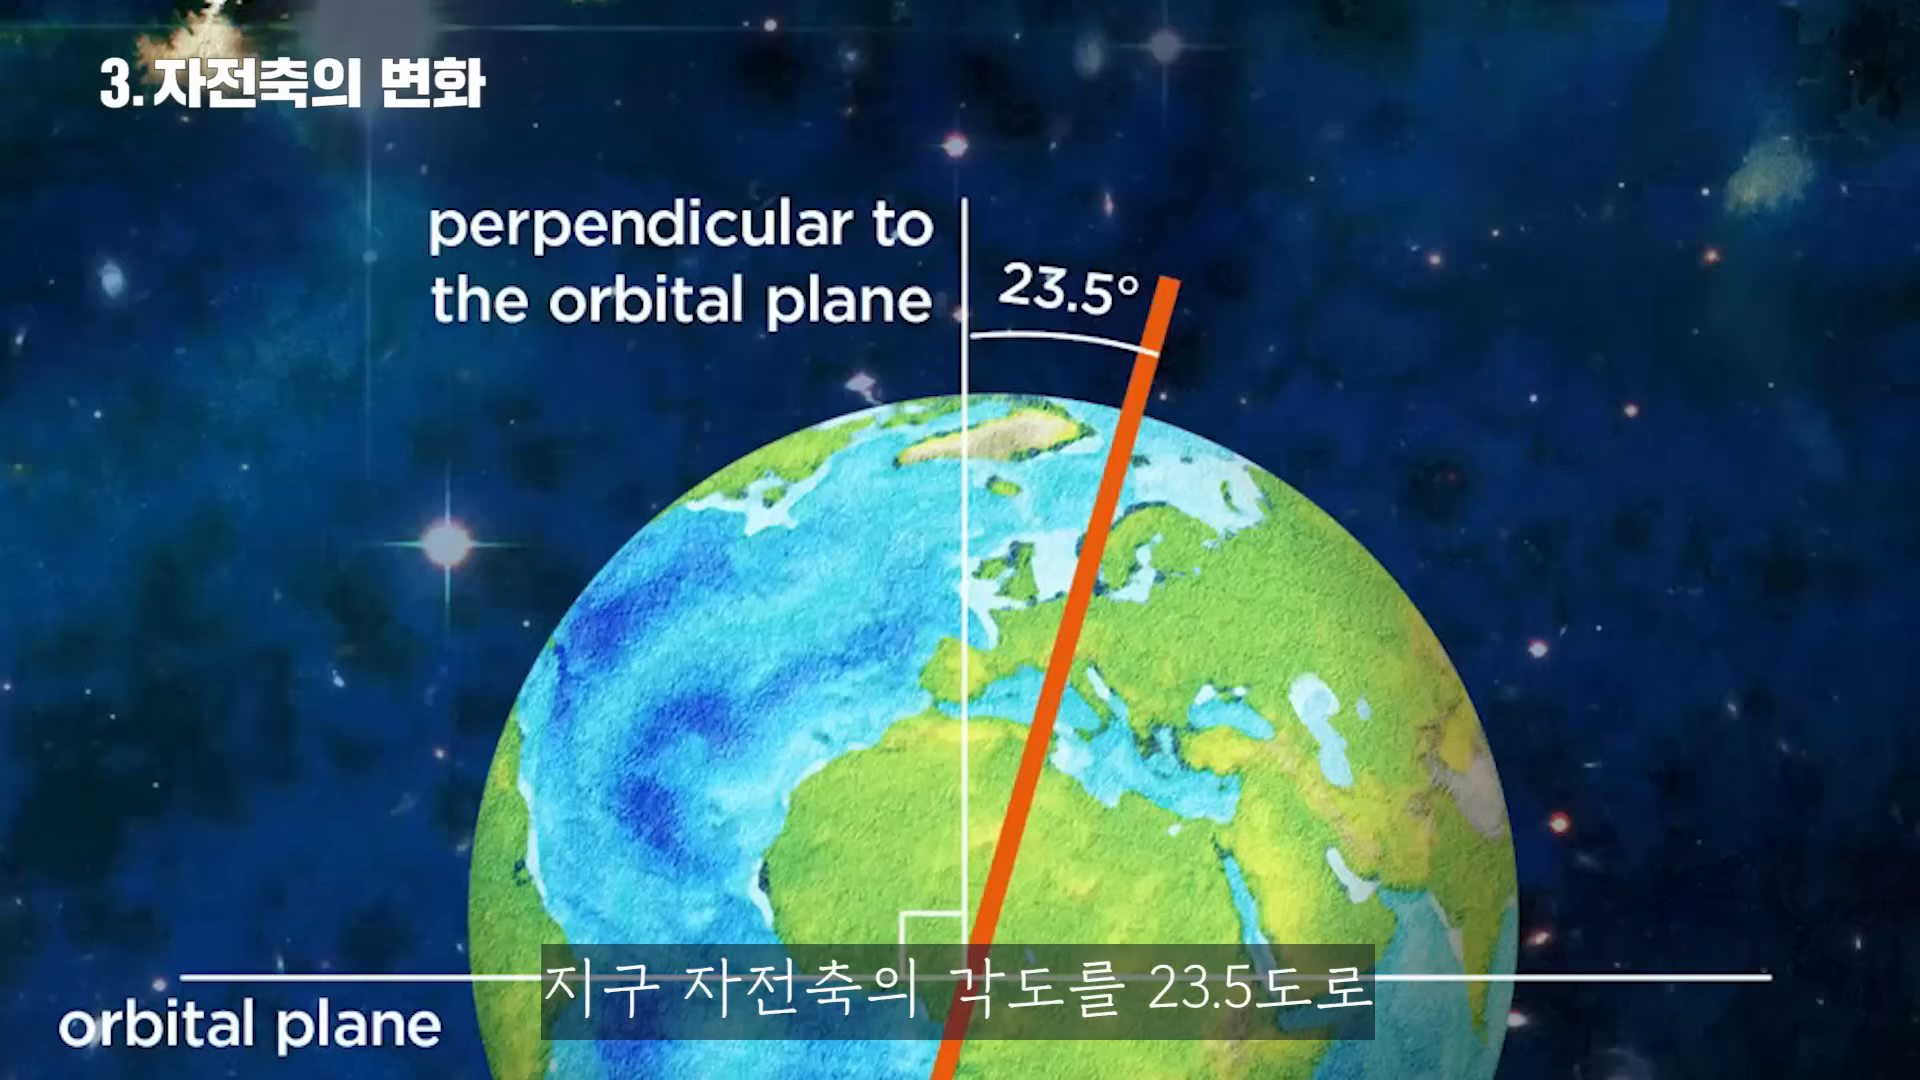 3. 자전축의 변화
perpendicular to
the orbital plane
23.5°
지구 자전축의 각도를 23.5도로
orbital plane